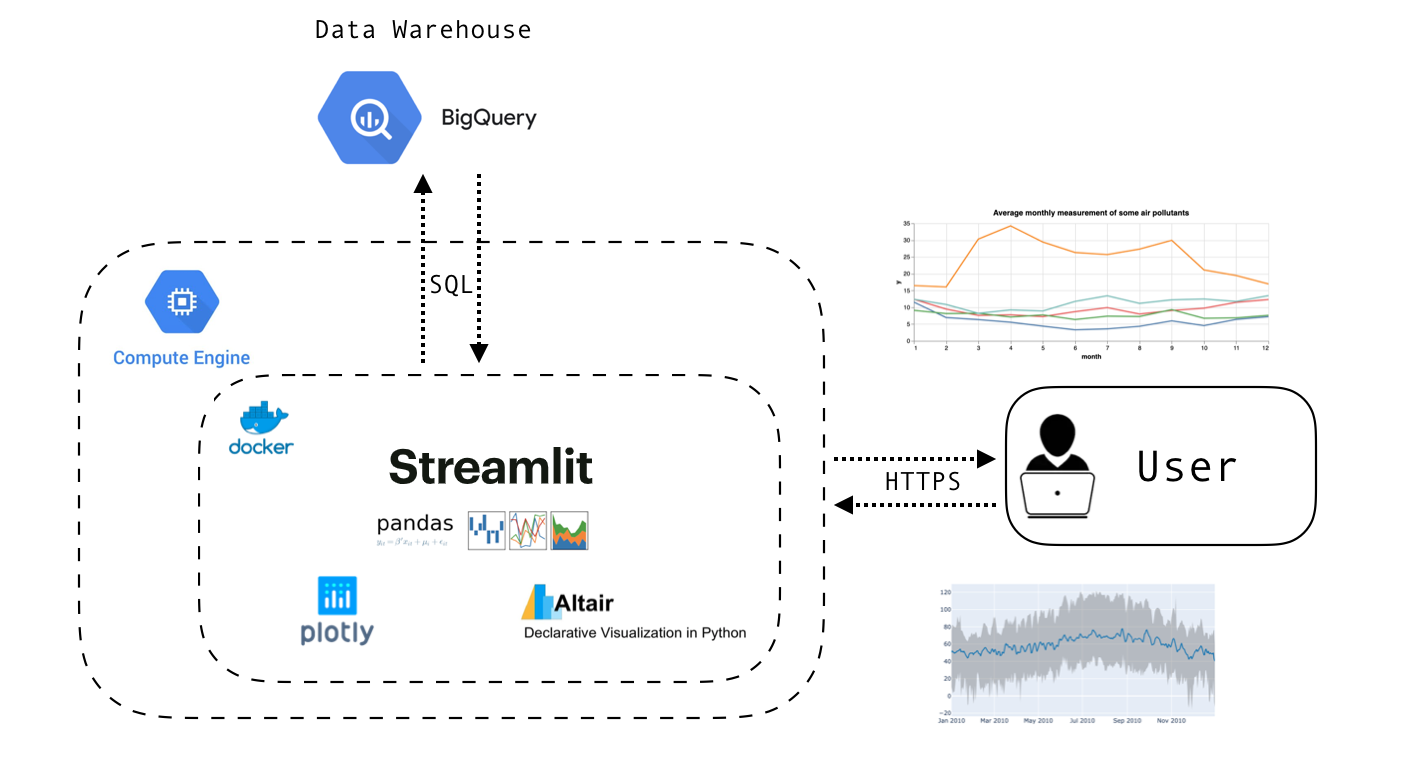 Data Warehouse
BigQuery
SQL
Compute Engine
docker
Streamlit
pandas
y_{it} = β'x_{it} + μ_i + ε_{it}
plotly
Altair
Declarative Visualization in Python
Average monthly measurement of some air pollutants
35
30
25
20
15
10
5
0
y
1 2 3 4 5 6 7 8 9 10 11 12
month
HTTPS
User
120
100
80
60
40
20
0
−20
Jan 2010 Mar 2010 May 2010 Jul 2010 Sep 2010 Nov 2010